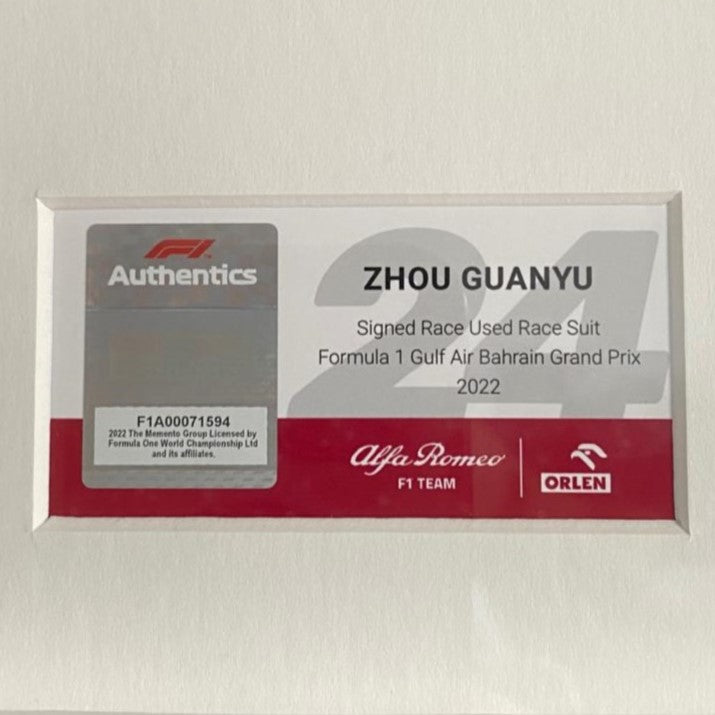 F1
Authentics
F1A00071594
2022 The Memento Group Licensed by
Formula One World Championship Ltd
and its affiliates.
24
ZHOU GUANYU
Signed Race Used Race Suit
Formula 1 Gulf Air Bahrain Grand Prix
2022
Alfa Romeo
F1 TEAM
ORLEN